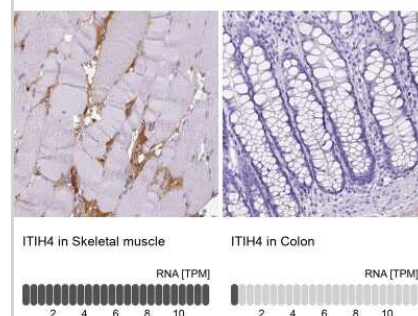 ITIH4 in Skeletal muscle
RNA [TPM]
2 4 6 8 10
ITIH4 in Colon
RNA [TPM]
2 4 6 8 10